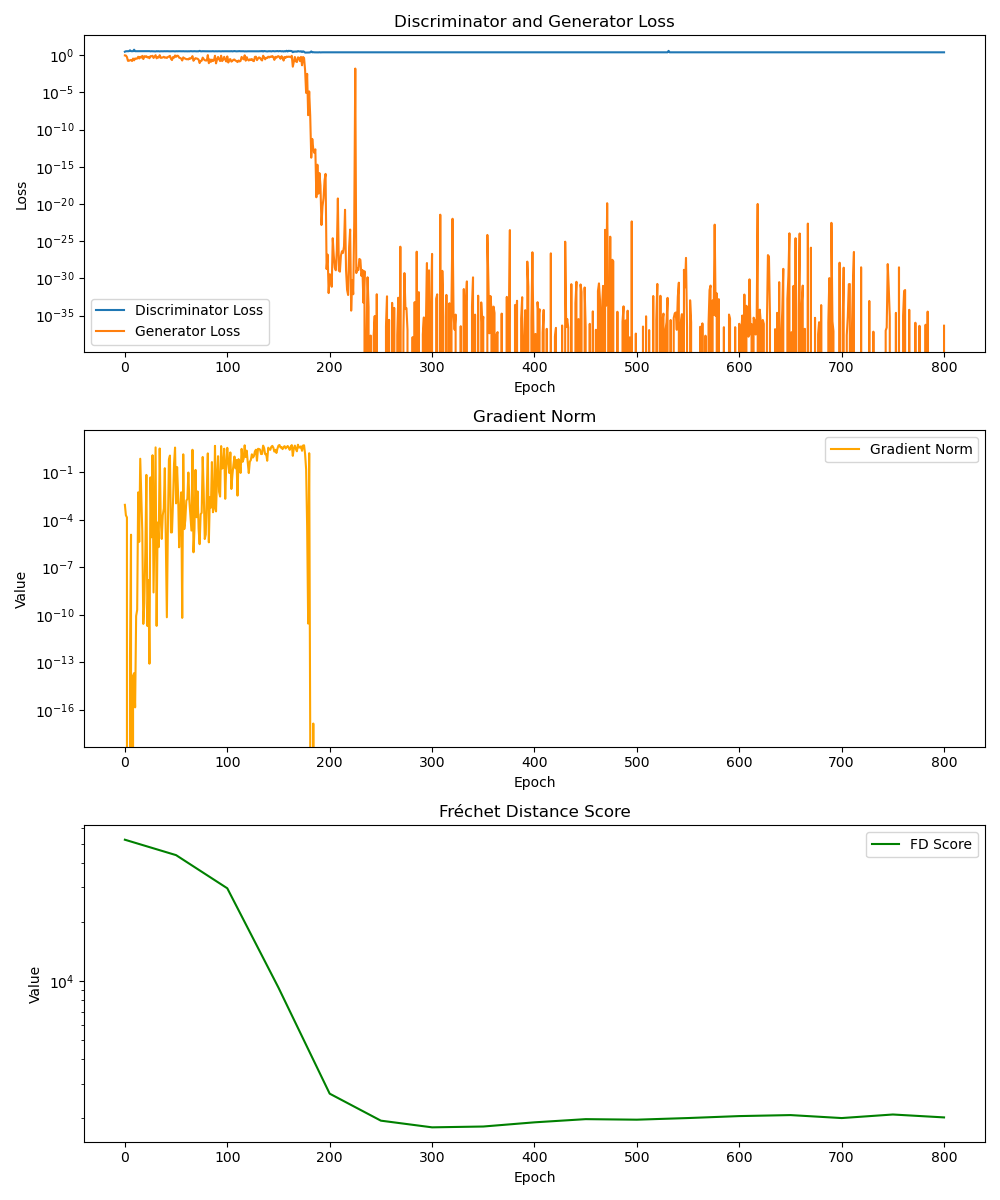 Discriminator and Generator Loss
10⁰
10⁻⁵
10⁻¹⁰
10⁻¹⁵
10⁻²⁰
10⁻²⁵
10⁻³⁰
10⁻³⁵
Loss
Discriminator Loss
Generator Loss
0 100 200 300 400 500 600 700 800
Epoch
Gradient Norm
Gradient Norm
10⁻¹
10⁻⁴
10⁻⁷
10⁻¹⁰
10⁻¹³
10⁻¹⁶
Value
0 100 200 300 400 500 600 700 800
Epoch
Fréchet Distance Score
FD Score
10⁴
Value
0 100 200 300 400 500 600 700 800
Epoch